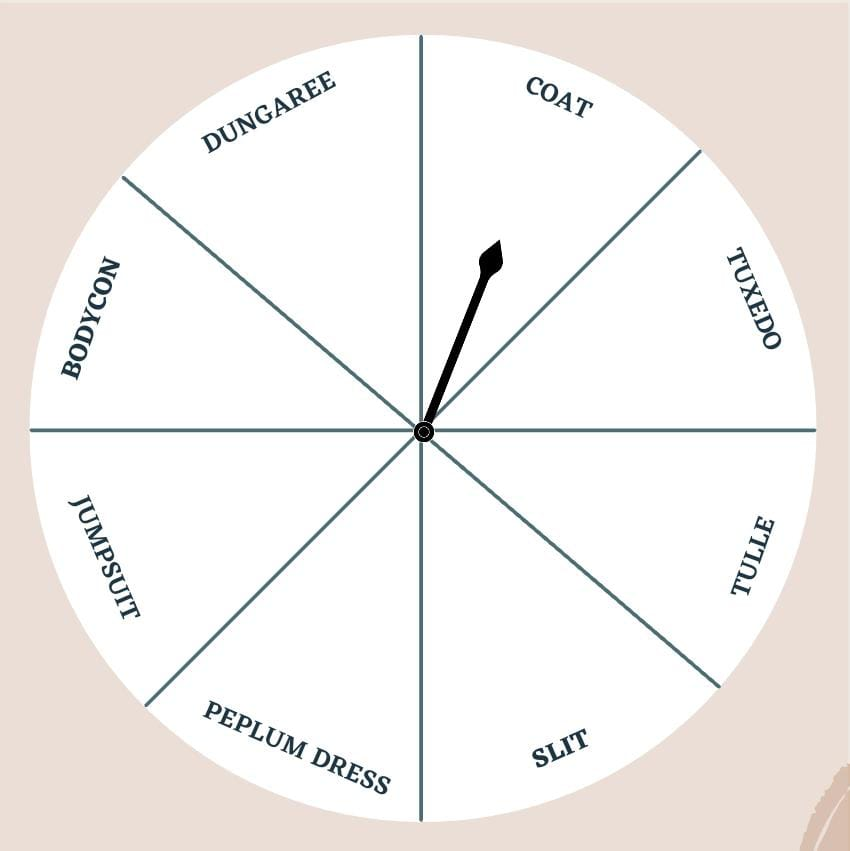 COAT
TUXEDO
TULLE
SLIT
PEPLUM DRESS
JUMPSUIT
BODYCON
DUNGAREE